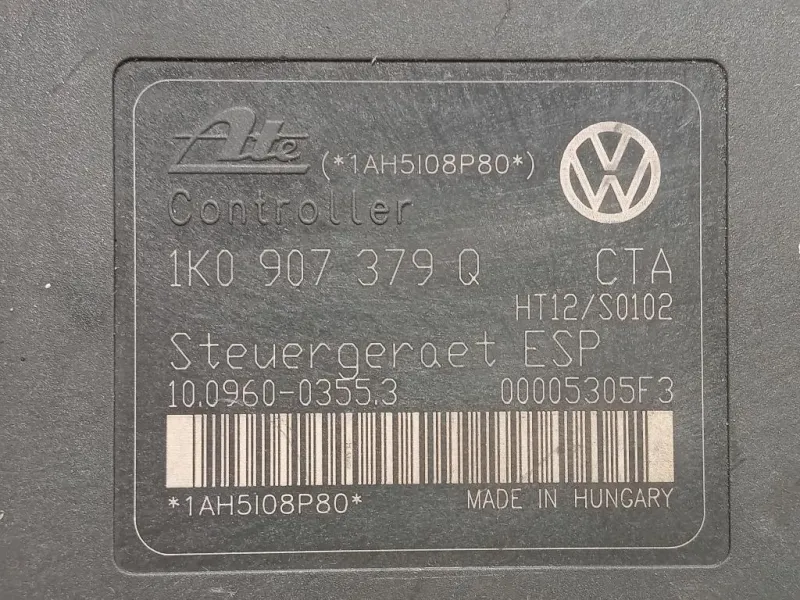 Ate (*1AH5I08P80*)
Controller
1K0 907 379 Q CTA
HT12/S0102
Steuergeraet ESP
10.0960-0355.3 00005305F3
*1AH5I08P80* MADE IN HUNGARY